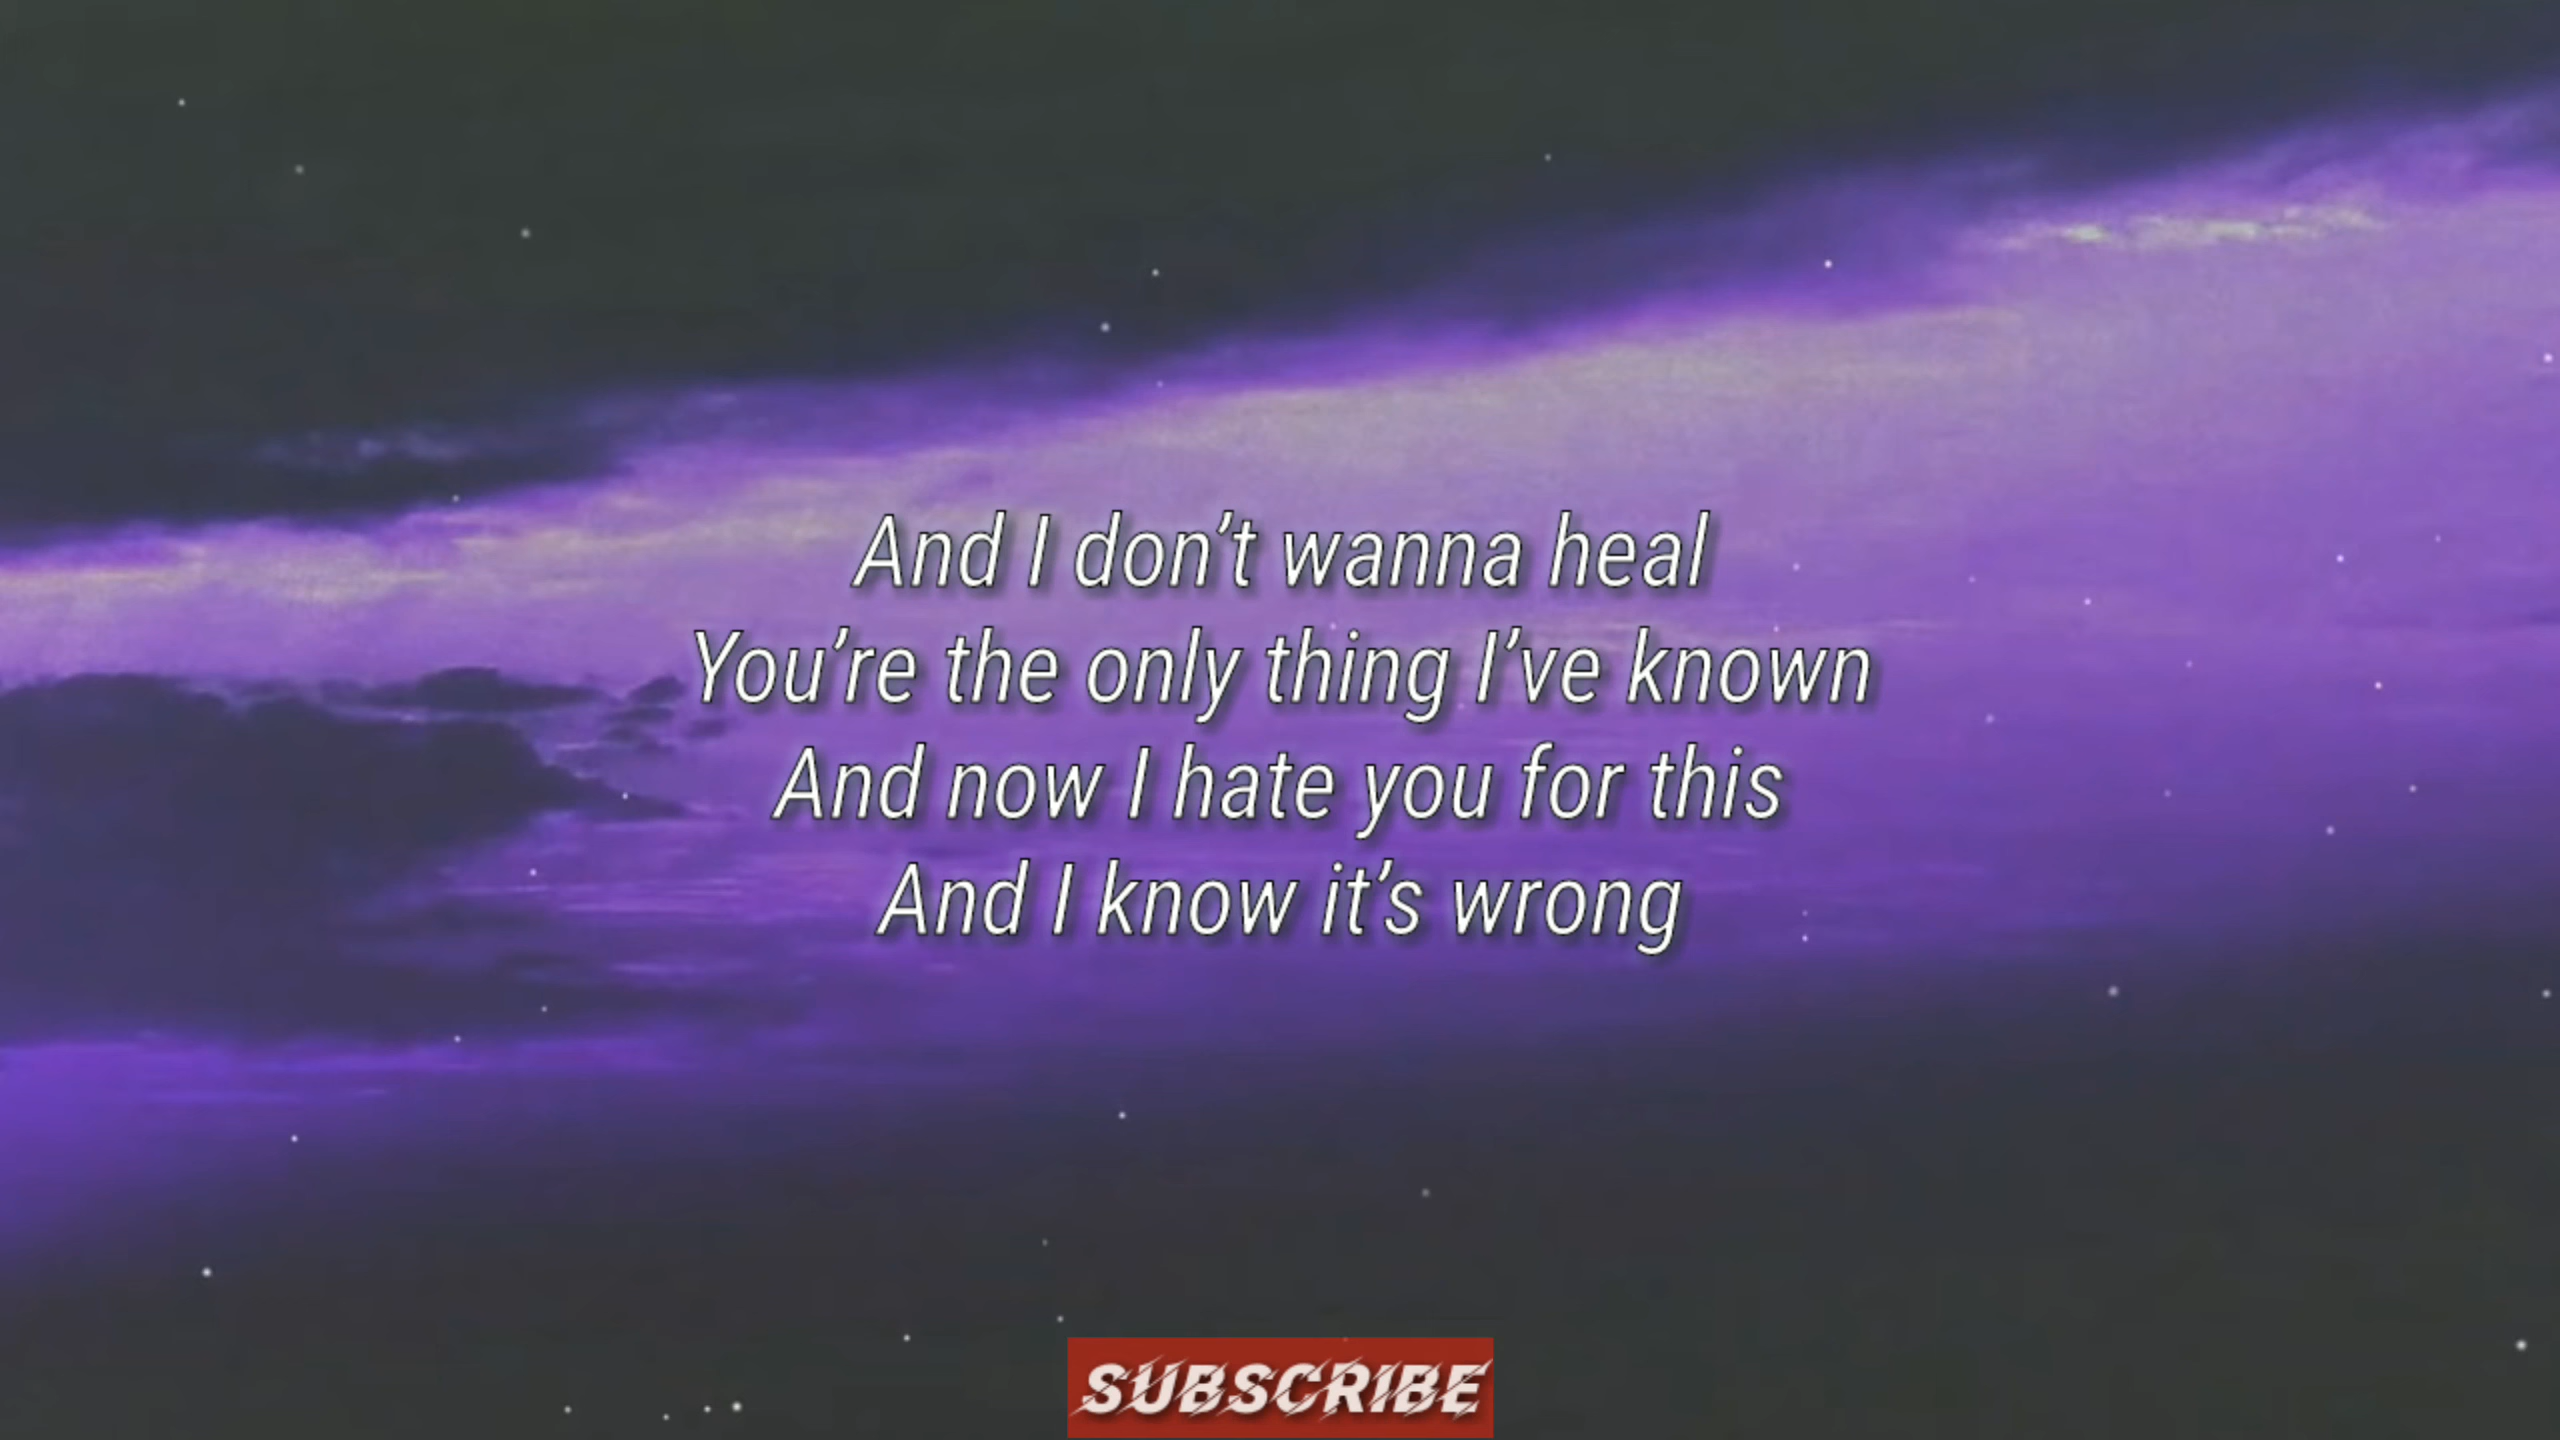 And I don’t wanna heal
You’re the only thing I’ve known
And now I hate you for this
And I know it’s wrong
SUBSCRIBE